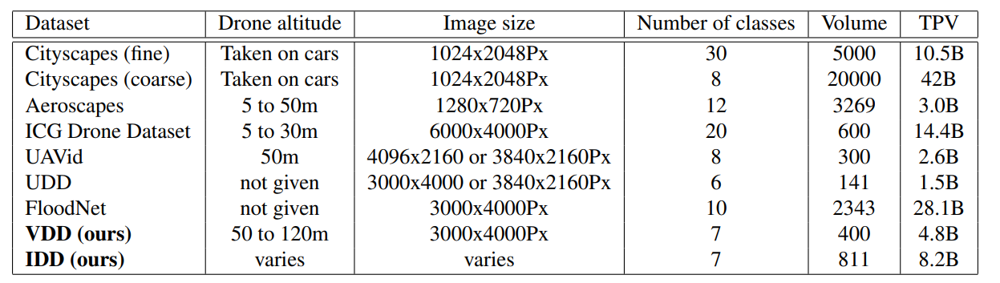 Dataset Drone altitude Image size Number of classes Volume TPV
Cityscapes (fine) Taken on cars 1024x2048Px 30 5000 10.5B
Cityscapes (coarse) Taken on cars 1024x2048Px 8 20000 42B
Aeroscapes 5 to 50m 1280x720Px 12 3269 3.0B
ICG Drone Dataset 5 to 30m 6000x4000Px 20 600 14.4B
UAVid 50m 4096x2160 or 3840x2160Px 8 300 2.6B
UDD not given 3000x4000 or 3840x2160Px 6 141 1.5B
FloodNet not given 3000x4000Px 10 2343 28.1B
VDD (ours) 50 to 120m 3000x4000Px 7 400 4.8B
IDD (ours) varies varies 7 811 8.2B